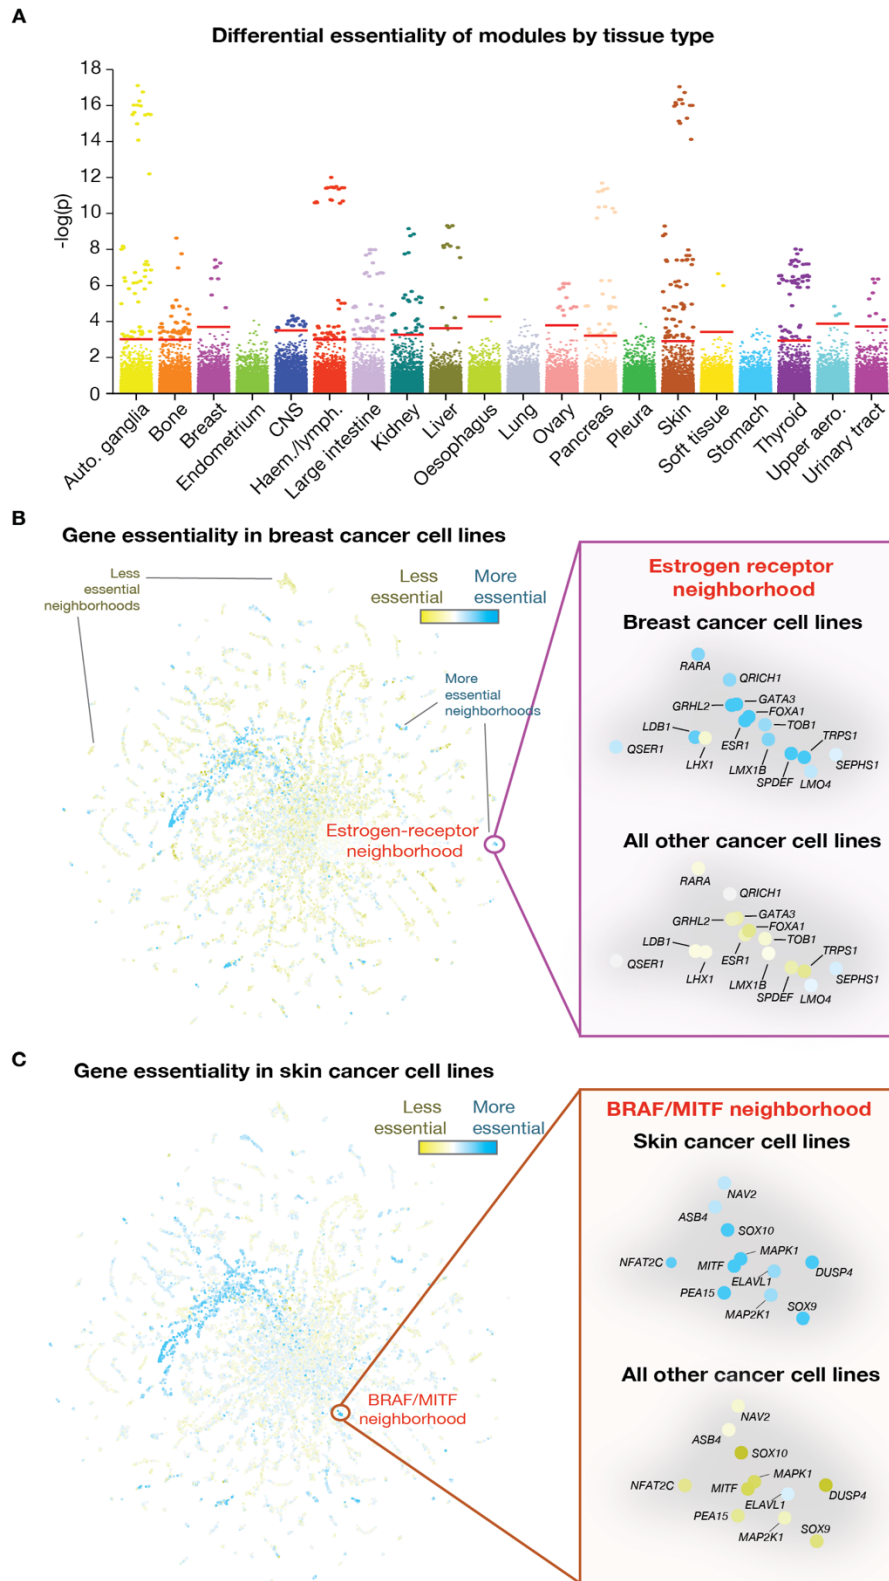 A
Differential essentiality of modules by tissue type
-log(p)
18
16
14
12
10
8
6
4
2
0
Auto. ganglia
Bone
Breast
Endometrium
CNS
Haem./lymph.
Large intestine
Kidney
Liver
Oesophagus
Lung
Ovary
Pancreas
Pleura
Skin
Soft tissue
Stomach
Thyroid
Upper aero.
Urinary tract
B
Gene essentiality in breast cancer cell lines
Less
essential
neighborhoods
Less
essential
More
essential
More
essential
neighborhoods
Estrogen-receptor
neighborhood
Estrogen receptor
neighborhood
Breast cancer cell lines
RARA
QRICH1
GATA3
GRHL2
FOXA1
LDB1
TOB1
QSER1
ESR1
TRPS1
LHX1
LMX1B
SEPHS1
SPDEF
LMO4
All other cancer cell lines
RARA
QRICH1
GATA3
GRHL2
FOXA1
LDB1
TOB1
QSER1
ESR1
TRPS1
LHX1
LMX1B
SEPHS1
SPDEF
LMO4
C
Gene essentiality in skin cancer cell lines
Less
essential
More
essential
BRAF/MITF
neighborhood
BRAF/MITF neighborhood
Skin cancer cell lines
NAV2
ASB4
SOX10
MAPK1
NFAT2C
MITF
ELAVL1
DUSP4
PEA15
MAP2K1
SOX9
All other cancer cell lines
NAV2
ASB4
SOX10
MAPK1
NFAT2C
MITF
ELAVL1
DUSP4
PEA15
MAP2K1
SOX9